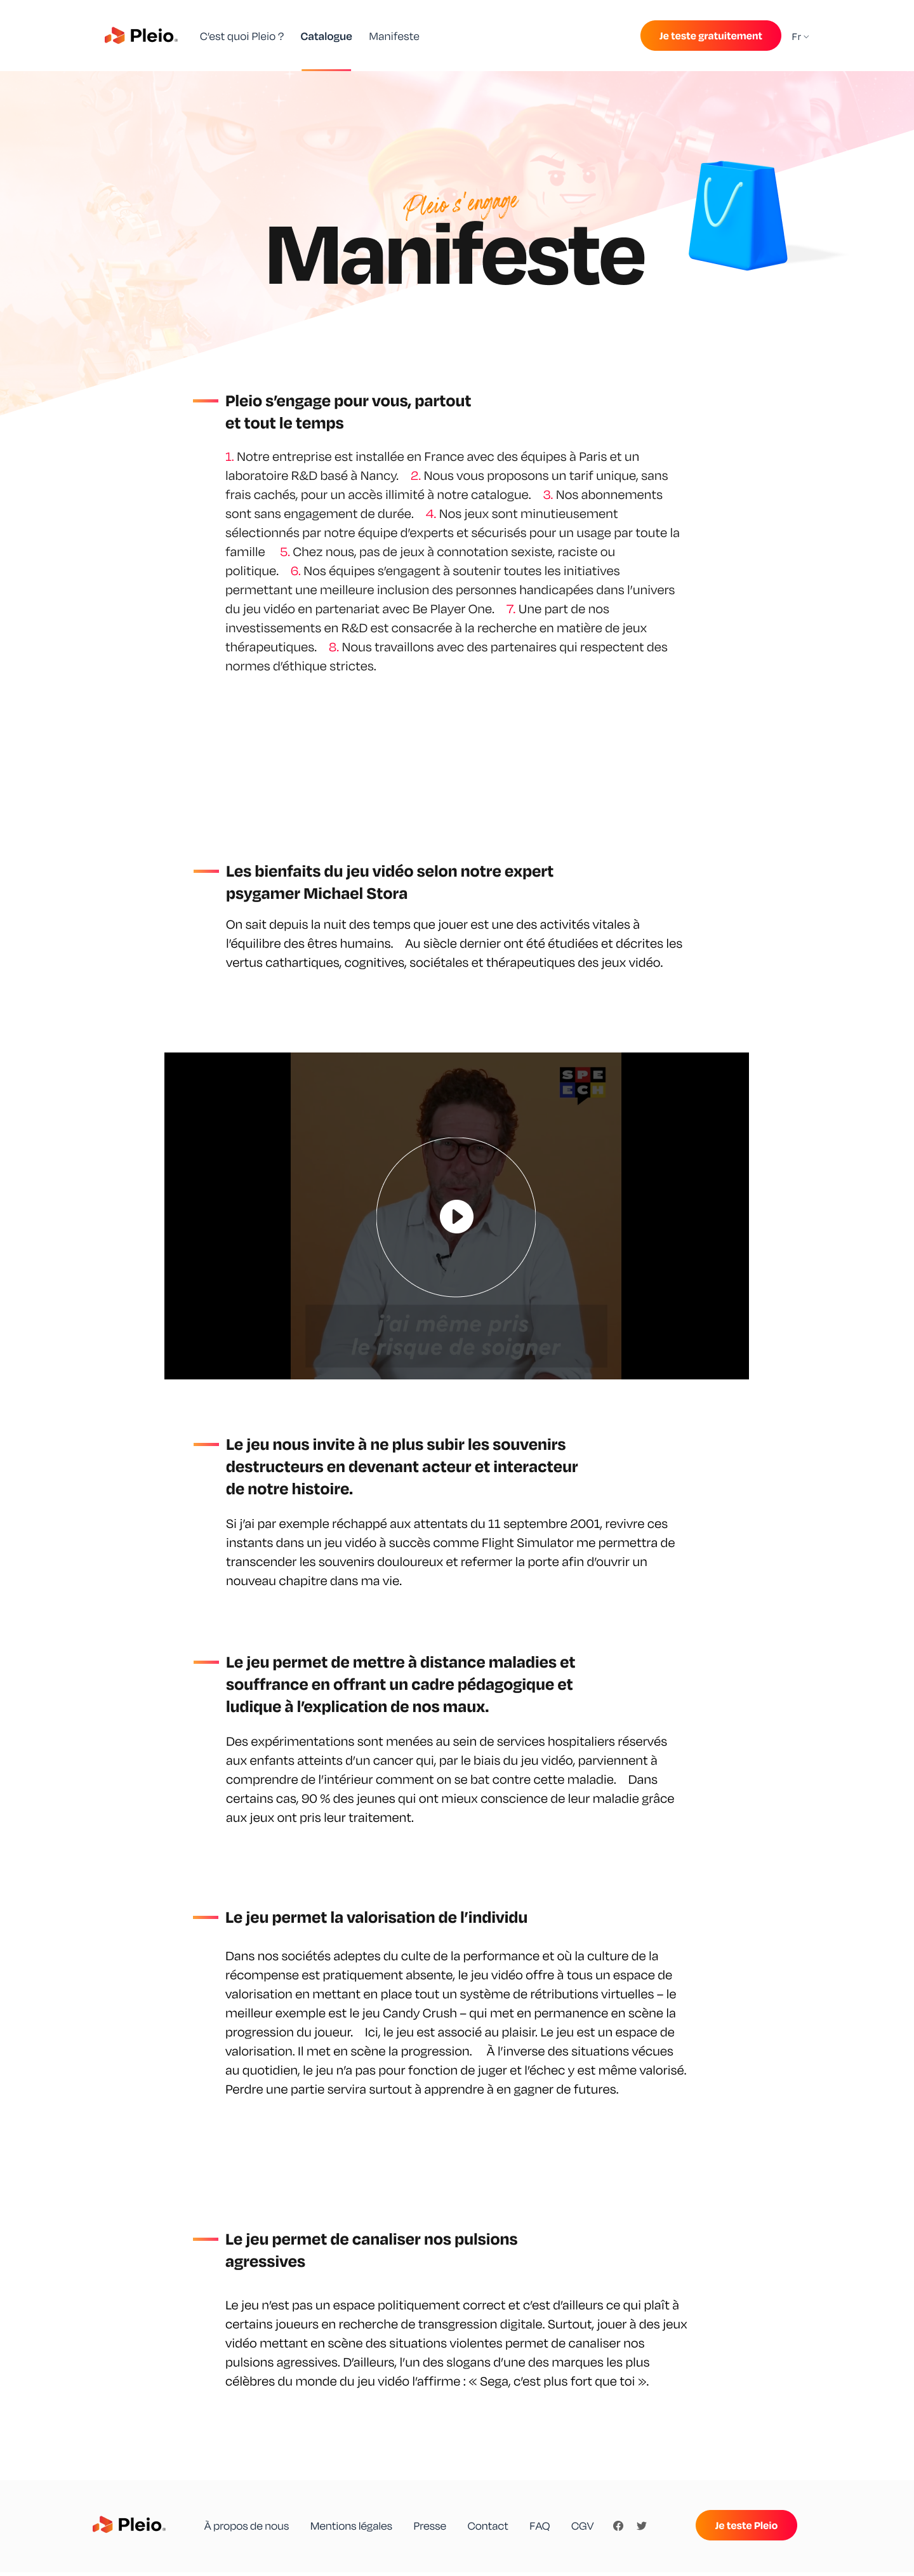 Pleio.
C’est quoi Pleio ?
Catalogue
Manifeste
Je teste gratuitement
Fr
Pleio s'engage
Manifeste
Pleio s’engage pour vous, partout
et tout le temps
1. Notre entreprise est installée en France avec des équipes à Paris et un
laboratoire R&D basé à Nancy. 2. Nous vous proposons un tarif unique, sans
frais cachés, pour un accès illimité à notre catalogue. 3. Nos abonnements
sont sans engagement de durée. 4. Nos jeux sont minutieusement
sélectionnés par notre équipe d’experts et sécurisés pour un usage par toute la
famille 5. Chez nous, pas de jeux à connotation sexiste, raciste ou
politique. 6. Nos équipes s’engagent à soutenir toutes les initiatives
permettant une meilleure inclusion des personnes handicapées dans l’univers
du jeu vidéo en partenariat avec Be Player One. 7. Une part de nos
investissements en R&D est consacrée à la recherche en matière de jeux
thérapeutiques. 8. Nous travaillons avec des partenaires qui respectent des
normes d’éthique strictes.
Les bienfaits du jeu vidéo selon notre expert
psygamer Michael Stora
On sait depuis la nuit des temps que jouer est une des activités vitales à
l’équilibre des êtres humains. Au siècle dernier ont été étudiées et décrites les
vertus cathartiques, cognitives, sociétales et thérapeutiques des jeux vidéo.
SPE
ECH
j’ai même pris
le risque de soigner
Le jeu nous invite à ne plus subir les souvenirs
destructeurs en devenant acteur et interacteur
de notre histoire.
Si j’ai par exemple réchappé aux attentats du 11 septembre 2001, revivre ces
instants dans un jeu vidéo à succès comme Flight Simulator me permettra de
transcender les souvenirs douloureux et refermer la porte afin d’ouvrir un
nouveau chapitre dans ma vie.
Le jeu permet de mettre à distance maladies et
souffrance en offrant un cadre pédagogique et
ludique à l’explication de nos maux.
Des expérimentations sont menées au sein de services hospitaliers réservés
aux enfants atteints d’un cancer qui, par le biais du jeu vidéo, parviennent à
comprendre de l’intérieur comment on se bat contre cette maladie. Dans
certains cas, 90 % des jeunes qui ont mieux conscience de leur maladie grâce
aux jeux ont pris leur traitement.
Le jeu permet la valorisation de l’individu
Dans nos sociétés adeptes du culte de la performance et où la culture de la
récompense est pratiquement absente, le jeu vidéo offre à tous un espace de
valorisation en mettant en place tout un système de rétributions virtuelles – le
meilleur exemple est le jeu Candy Crush – qui met en permanence en scène la
progression du joueur. Ici, le jeu est associé au plaisir. Le jeu est un espace de
valorisation. Il met en scène la progression. À l’inverse des situations vécues
au quotidien, le jeu n’a pas pour fonction de juger et l’échec y est même valorisé.
Perdre une partie servira surtout à apprendre à en gagner de futures.
Le jeu permet de canaliser nos pulsions
agressives
Le jeu n’est pas un espace politiquement correct et c’est d’ailleurs ce qui plaît à
certains joueurs en recherche de transgression digitale. Surtout, jouer à des jeux
vidéo mettant en scène des situations violentes permet de canaliser nos
pulsions agressives. D’ailleurs, l’un des slogans d’une des marques les plus
célèbres du monde du jeu vidéo l’affirme : « Sega, c’est plus fort que toi ».
Pleio.
À propos de nous
Mentions légales
Presse
Contact
FAQ
CGV
Je teste Pleio